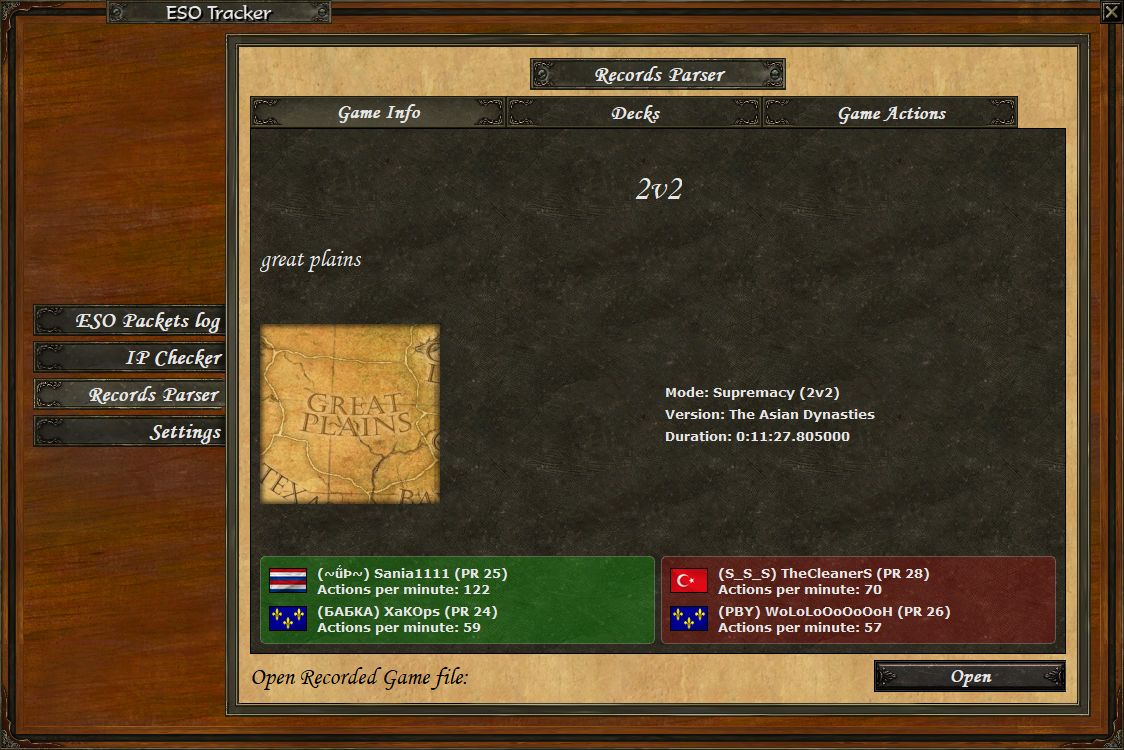 ESO Tracker
Records Parser
Game Info
Decks
Game Actions
2v2
great plains
ESO Packets log
IP Checker
Records Parser
Settings
GREAT
PLAINS
Mode: Supremacy (2v2)
Version: The Asian Dynasties
Duration: 0:11:27.805000
(~ǘÞ~) Sania1111 (PR 25)
Actions per minute: 122
(БАБКА) XaKOps (PR 24)
Actions per minute: 59
(S_S_S) TheCleanerS (PR 28)
Actions per minute: 70
(PBY) WoLoLoOoOoOoH (PR 26)
Actions per minute: 57
Open Recorded Game file:
Open